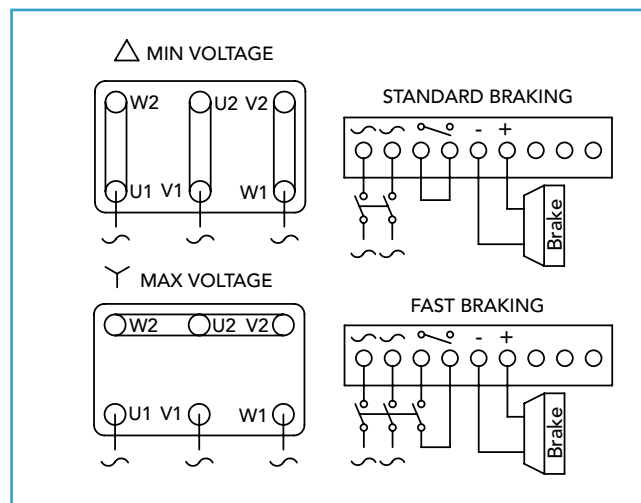 △ MIN VOLTAGE
W2 U2 V2
U1 V1 W1
Y MAX VOLTAGE
W2 U2 V2
U1 V1 W1
STANDARD BRAKING
- +
Brake
FAST BRAKING
- +
Brake